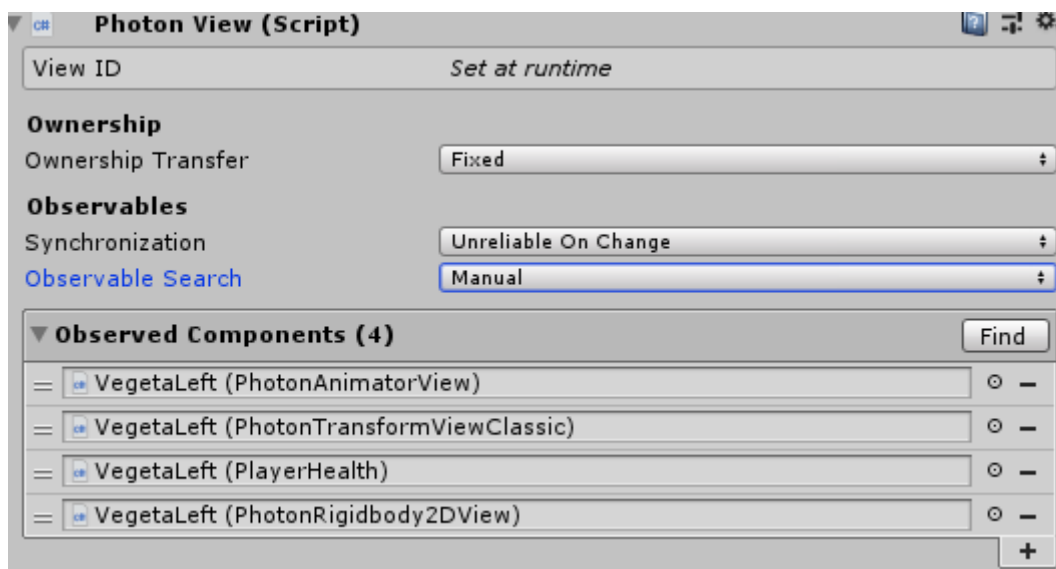 Photon View (Script)
View ID Set at runtime
Ownership
Ownership Transfer Fixed
Observables
Synchronization Unreliable On Change
Observable Search Manual
Observed Components (4) Find
VegetaLeft (PhotonAnimatorView)
VegetaLeft (PhotonTransformViewClassic)
VegetaLeft (PlayerHealth)
VegetaLeft (PhotonRigidbody2DView)